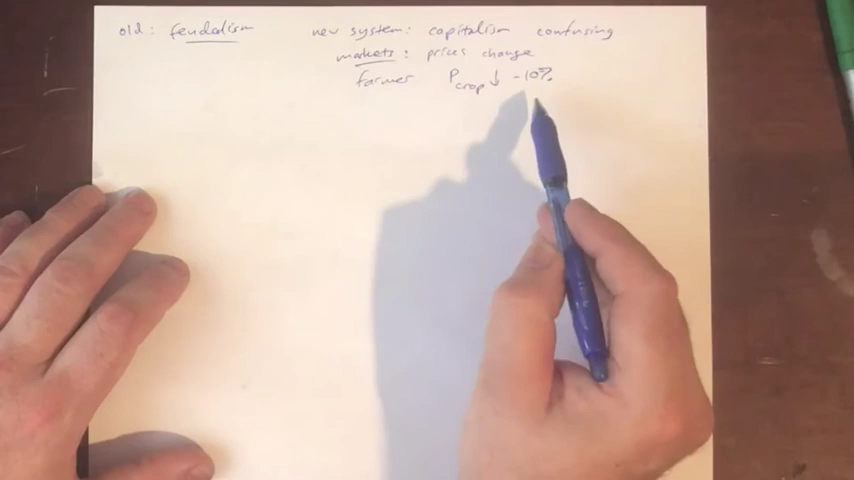 old: feudalism new system: capitalism confusing
markets: prices change
farmer P crop ↓ -10%